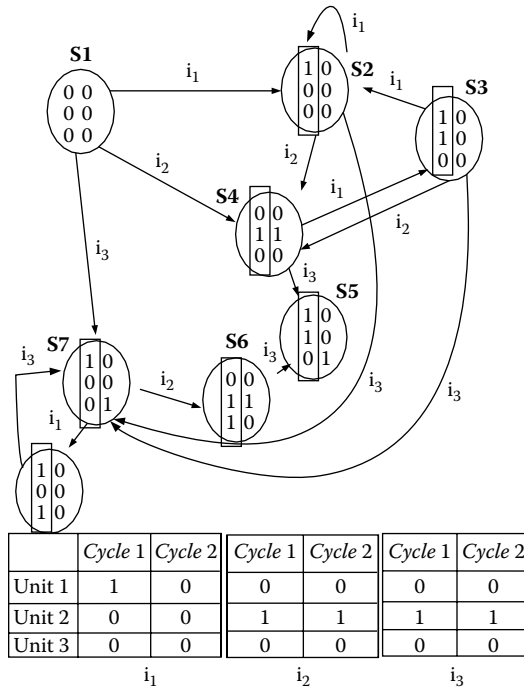 i₁
S1
S2
i₁
S3
0 0
0 0
0 0
1 0
0 0
0 0
i₁
1 0
1 0
0 0
i₂
i₂
S4
i₁
0 0
1 1
0 0
i₂
i₃
i₃
S5
1 0
1 0
0 1
S7
S6
i₃
1 0
0 0
0 1
i₃
0 0
1 1
1 0
i₂
i₃
i₃
i₁
1 0
0 0
1 0
Cycle 1 Cycle 2 Cycle 1 Cycle 2 Cycle 1 Cycle 2
Unit 1 1 0 0 0 0 0
Unit 2 0 0 1 1 1 1
Unit 3 0 0 0 0 0 0
i₁ i₂ i₃